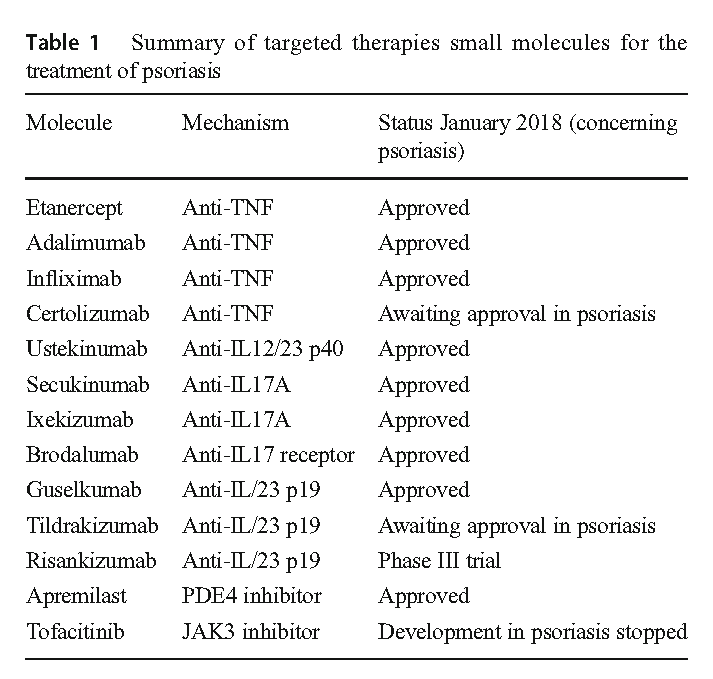 Table 1 Summary of targeted therapies small molecules for the
treatment of psoriasis
Molecule Mechanism Status January 2018 (concerning
psoriasis)
Etanercept Anti-TNF Approved
Adalimumab Anti-TNF Approved
Infliximab Anti-TNF Approved
Certolizumab Anti-TNF Awaiting approval in psoriasis
Ustekinumab Anti-IL12/23 p40 Approved
Secukinumab Anti-IL17A Approved
Ixekizumab Anti-IL17A Approved
Brodalumab Anti-IL17 receptor Approved
Guselkumab Anti-IL/23 p19 Approved
Tildrakizumab Anti-IL/23 p19 Awaiting approval in psoriasis
Risankizumab Anti-IL/23 p19 Phase III trial
Apremilast PDE4 inhibitor Approved
Tofacitinib JAK3 inhibitor Development in psoriasis stopped